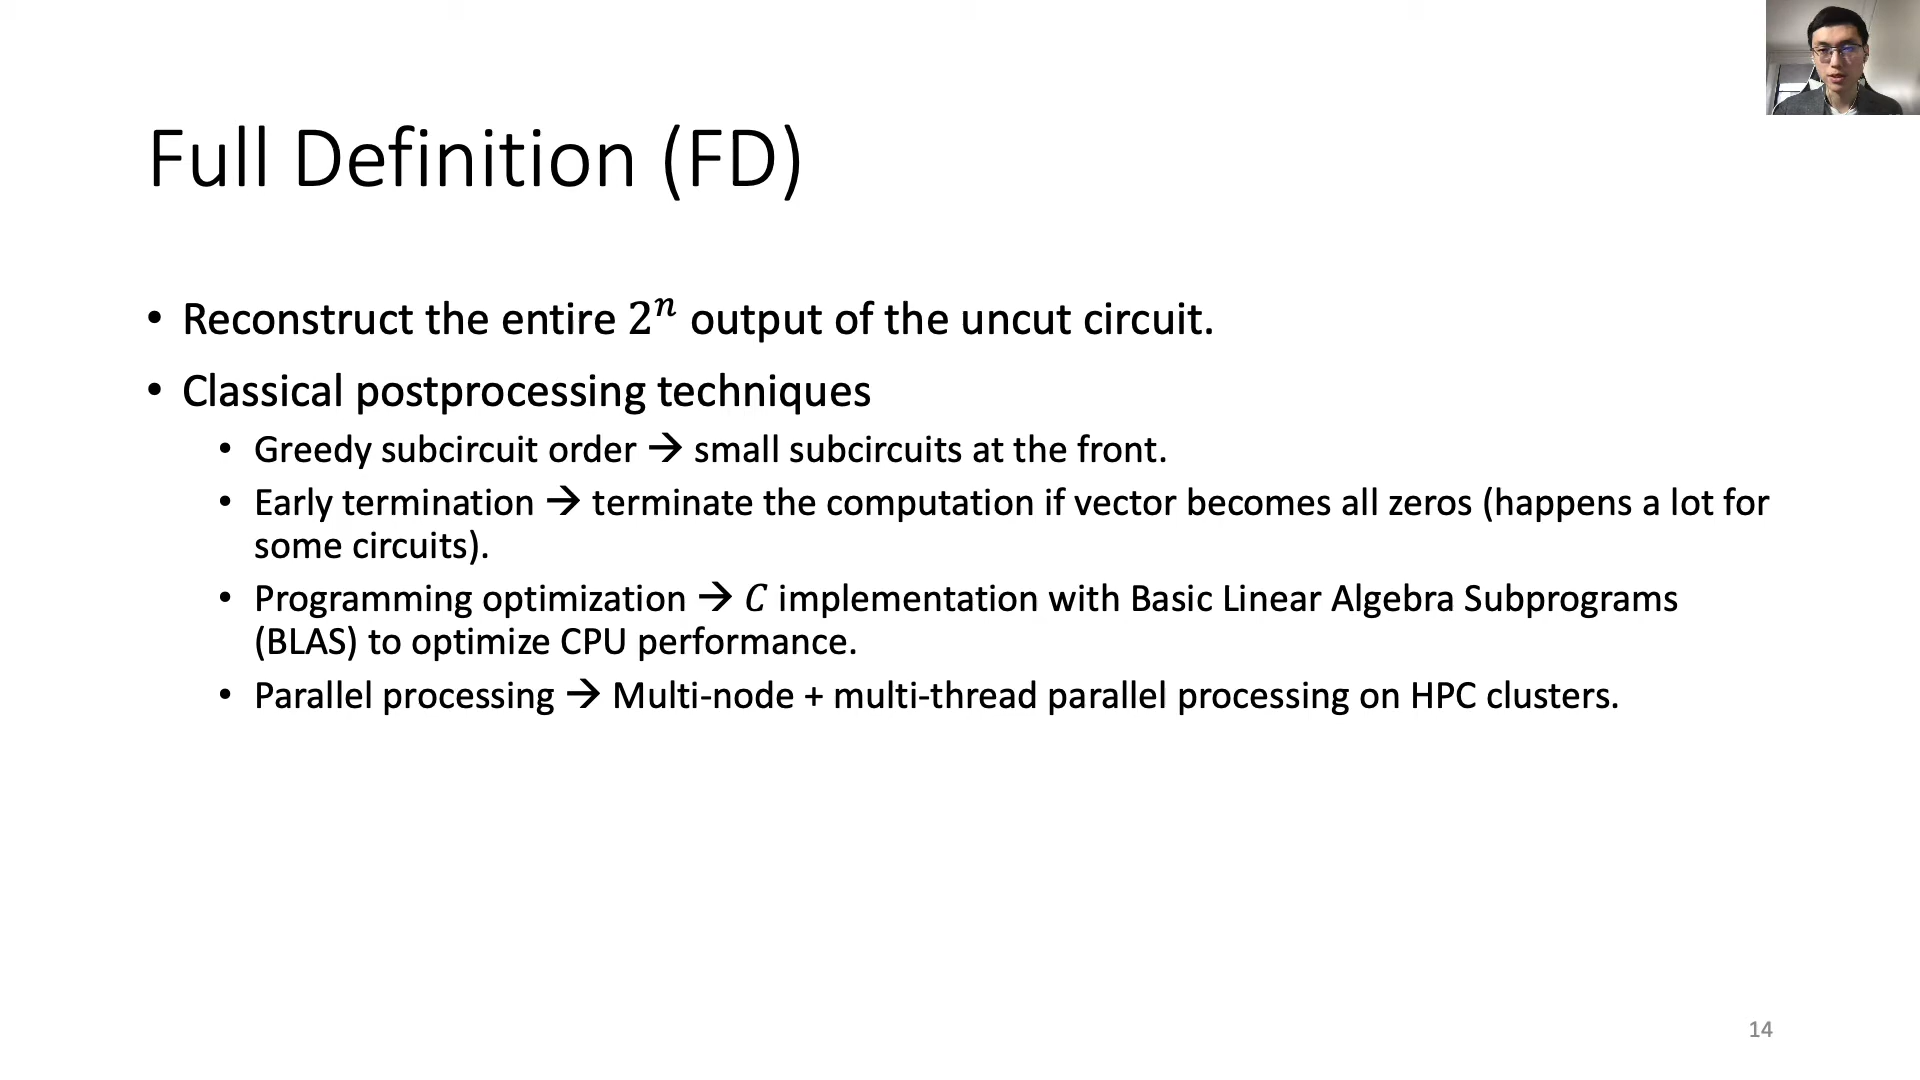 Full Definition (FD)
• Reconstruct the entire 2ⁿ output of the uncut circuit.
• Classical postprocessing techniques
• Greedy subcircuit order → small subcircuits at the front.
• Early termination → terminate the computation if vector becomes all zeros (happens a lot for
some circuits).
• Programming optimization → C implementation with Basic Linear Algebra Subprograms
(BLAS) to optimize CPU performance.
• Parallel processing → Multi-node + multi-thread parallel processing on HPC clusters.
14